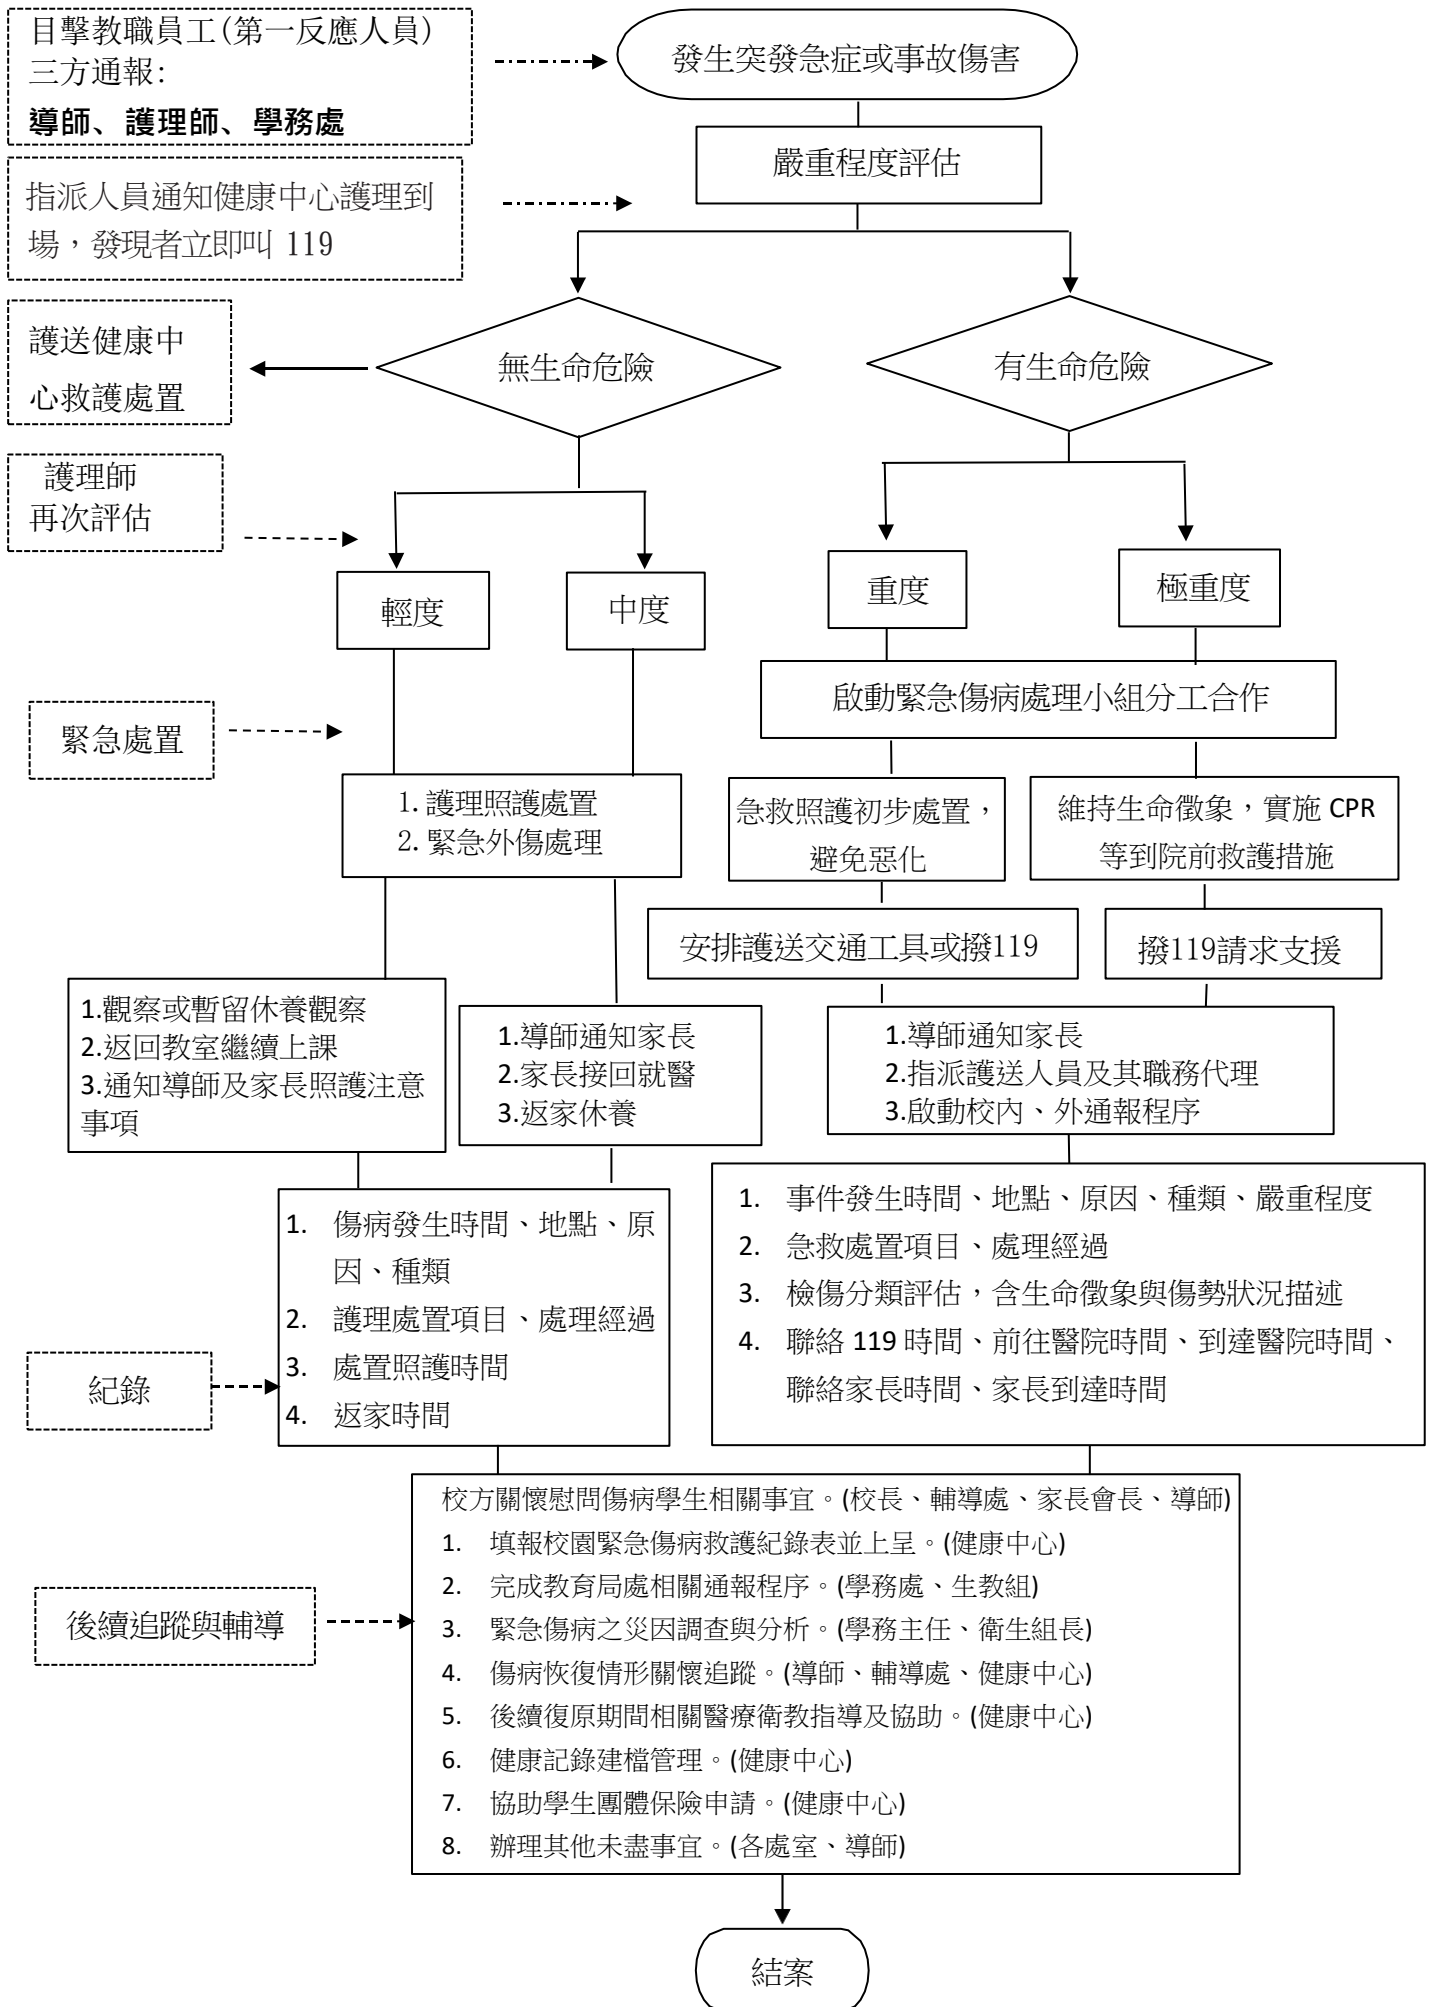 目擊教職員工(第一反應人員)
三方通報:
導師、護理師、學務處
發生突發急症或事故傷害
嚴重程度評估
指派人員通知健康中心護理到
場，發現者立即叫 119
護送健康中
心救護處置
無生命危險
有生命危險
護理師
再次評估
輕度
中度
重度
極重度
啟動緊急傷病處理小組分工合作
緊急處置
1.護理照護處置
2.緊急外傷處理
急救照護初步處置，
避免惡化
維持生命徵象，實施 CPR
等到院前救護措施
安排護送交通工具或撥119
撥119請求支援
1.觀察或暫留休養觀察
2.返回教室繼續上課
3.通知導師及家長照護注意
事項
1.導師通知家長
2.家長接回就醫
3.返家休養
1.導師通知家長
2.指派護送人員及其職務代理
3.啟動校內、外通報程序
紀錄
1. 傷病發生時間、地點、原
因、種類
2. 護理處置項目、處理經過
3. 處置照護時間
4. 返家時間
1. 事件發生時間、地點、原因、種類、嚴重程度
2. 急救處置項目、處理經過
3. 檢傷分類評估，含生命徵象與傷勢狀況描述
4. 聯絡 119 時間、前往醫院時間、到達醫院時間、
聯絡家長時間、家長到達時間
後續追蹤與輔導
校方關懷慰問傷病學生相關事宜。(校長、輔導處、家長會長、導師)
1. 填報校園緊急傷病救護紀錄表並上呈。(健康中心)
2. 完成教育局處相關通報程序。(學務處、生教組)
3. 緊急傷病之災因調查與分析。(學務主任、衛生組長)
4. 傷病恢復情形關懷追蹤。(導師、輔導處、健康中心)
5. 後續復原期間相關醫療衛教指導及協助。(健康中心)
6. 健康記錄建檔管理。(健康中心)
7. 協助學生團體保險申請。(健康中心)
8. 辦理其他未盡事宜。(各處室、導師)
結案